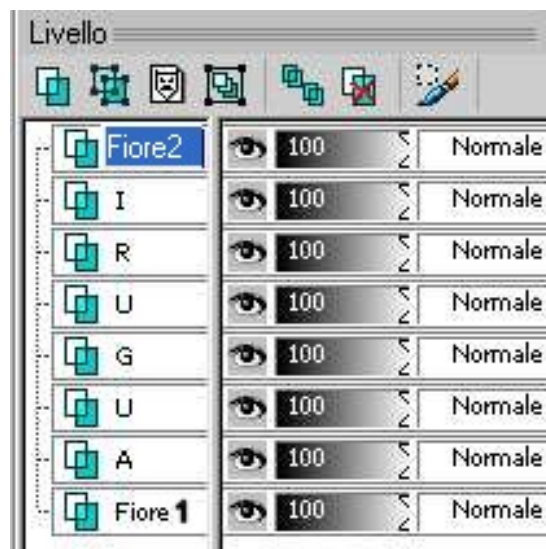 Livello
Fiore2 100 Normale
I 100 Normale
R 100 Normale
U 100 Normale
G 100 Normale
U 100 Normale
A 100 Normale
Fiore 1 100 Normale